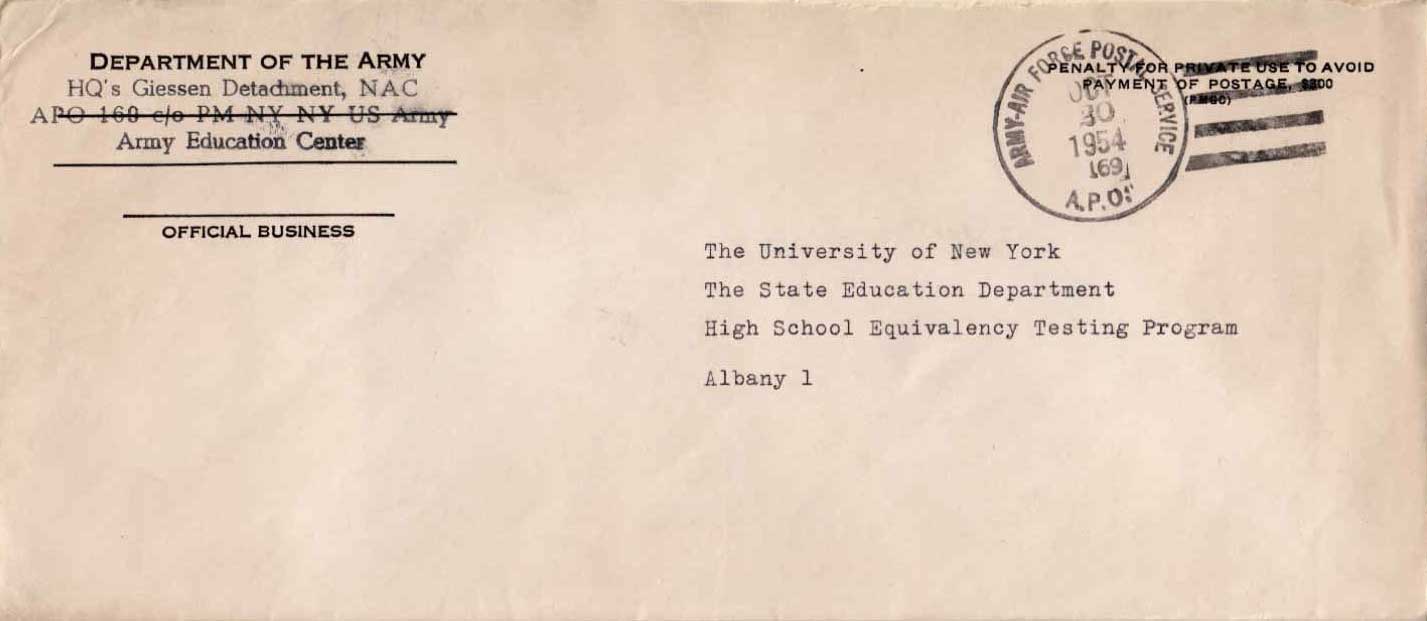 DEPARTMENT OF THE ARMY
HQ's Giessen Detachment, NAC
APO 169 c/o PM NY NY US Army
Army Education Center
OFFICIAL BUSINESS
ARMY-AIR FORCE POSTAL SERVICE
30
1954
169
A.P.O.
PENALTY FOR PRIVATE USE TO AVOID
PAYMENT OF POSTAGE, $300
(PMGC)
The University of New York
The State Education Department
High School Equivalency Testing Program
Albany 1